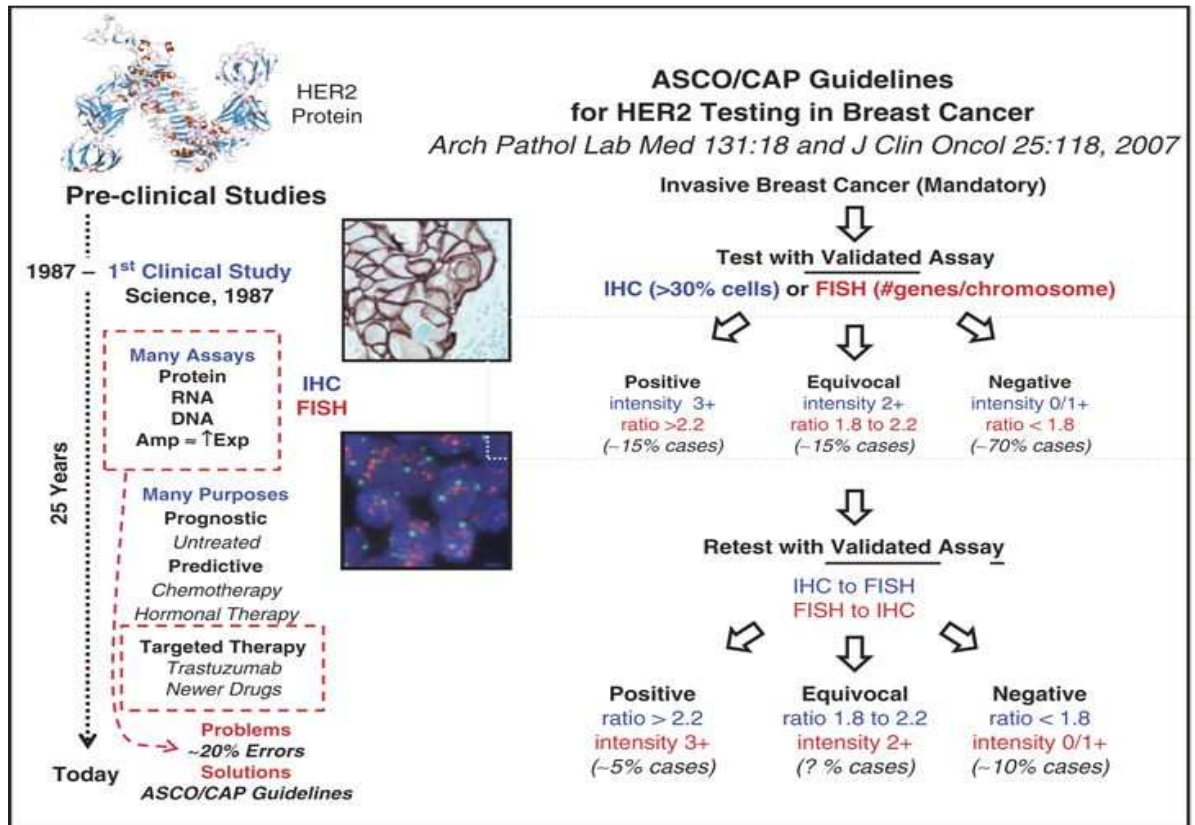 HER2
Protein
Pre-clinical Studies
1987 – 1st Clinical Study
Science, 1987
Many Assays
Protein
RNA
DNA
Amp ≈ ↑Exp
IHC
FISH
25 Years
Many Purposes
Prognostic
Untreated
Predictive
Chemotherapy
Hormonal Therapy
Targeted Therapy
Trastuzumab
Newer Drugs
Problems
~20% Errors
Solutions
ASCO/CAP Guidelines
Today
ASCO/CAP Guidelines
for HER2 Testing in Breast Cancer
Arch Pathol Lab Med 131:18 and J Clin Oncol 25:118, 2007
Invasive Breast Cancer (Mandatory)
Test with Validated Assay
IHC (>30% cells) or FISH (#genes/chromosome)
Positive
intensity 3+
ratio >2.2
(~15% cases)
Equivocal
intensity 2+
ratio 1.8 to 2.2
(~15% cases)
Negative
intensity 0/1+
ratio < 1.8
(~70% cases)
Retest with Validated Assay
IHC to FISH
FISH to IHC
Positive
ratio > 2.2
intensity 3+
(~5% cases)
Equivocal
ratio 1.8 to 2.2
intensity 2+
(? % cases)
Negative
ratio < 1.8
intensity 0/1+
(~10% cases)